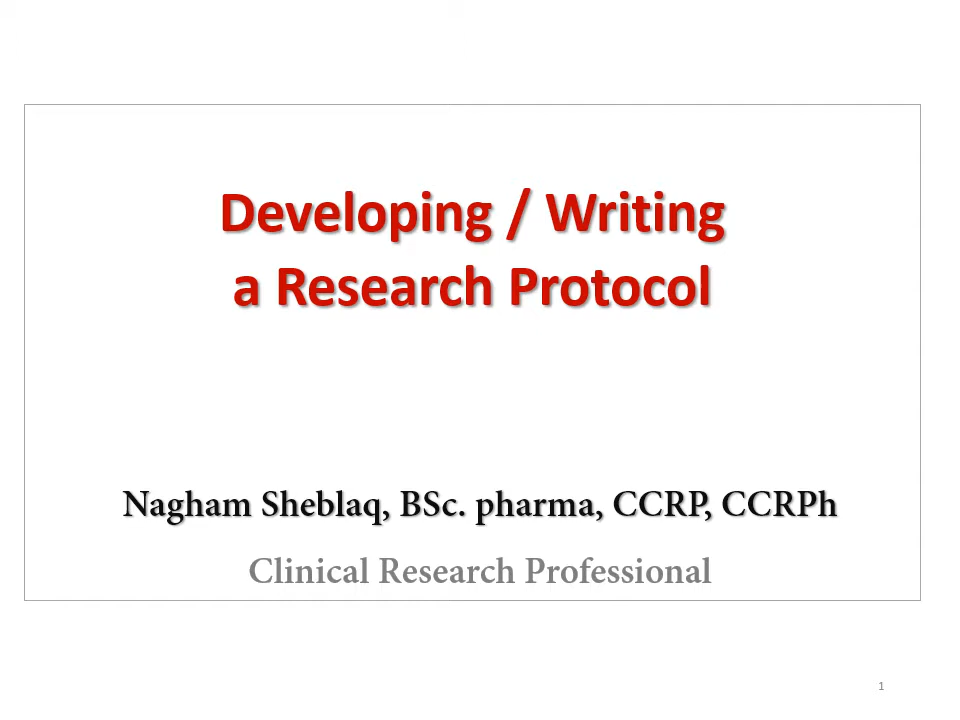 Developing / Writing
a Research Protocol
Nagham Sheblaq, BSc. pharma, CCRP, CCRPh
Clinical Research Professional
1